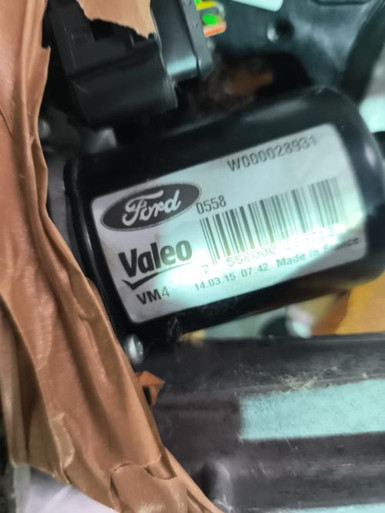 W000028931
Ford
0558
Valeo
VM4
14.03.15 07:42 Made in France